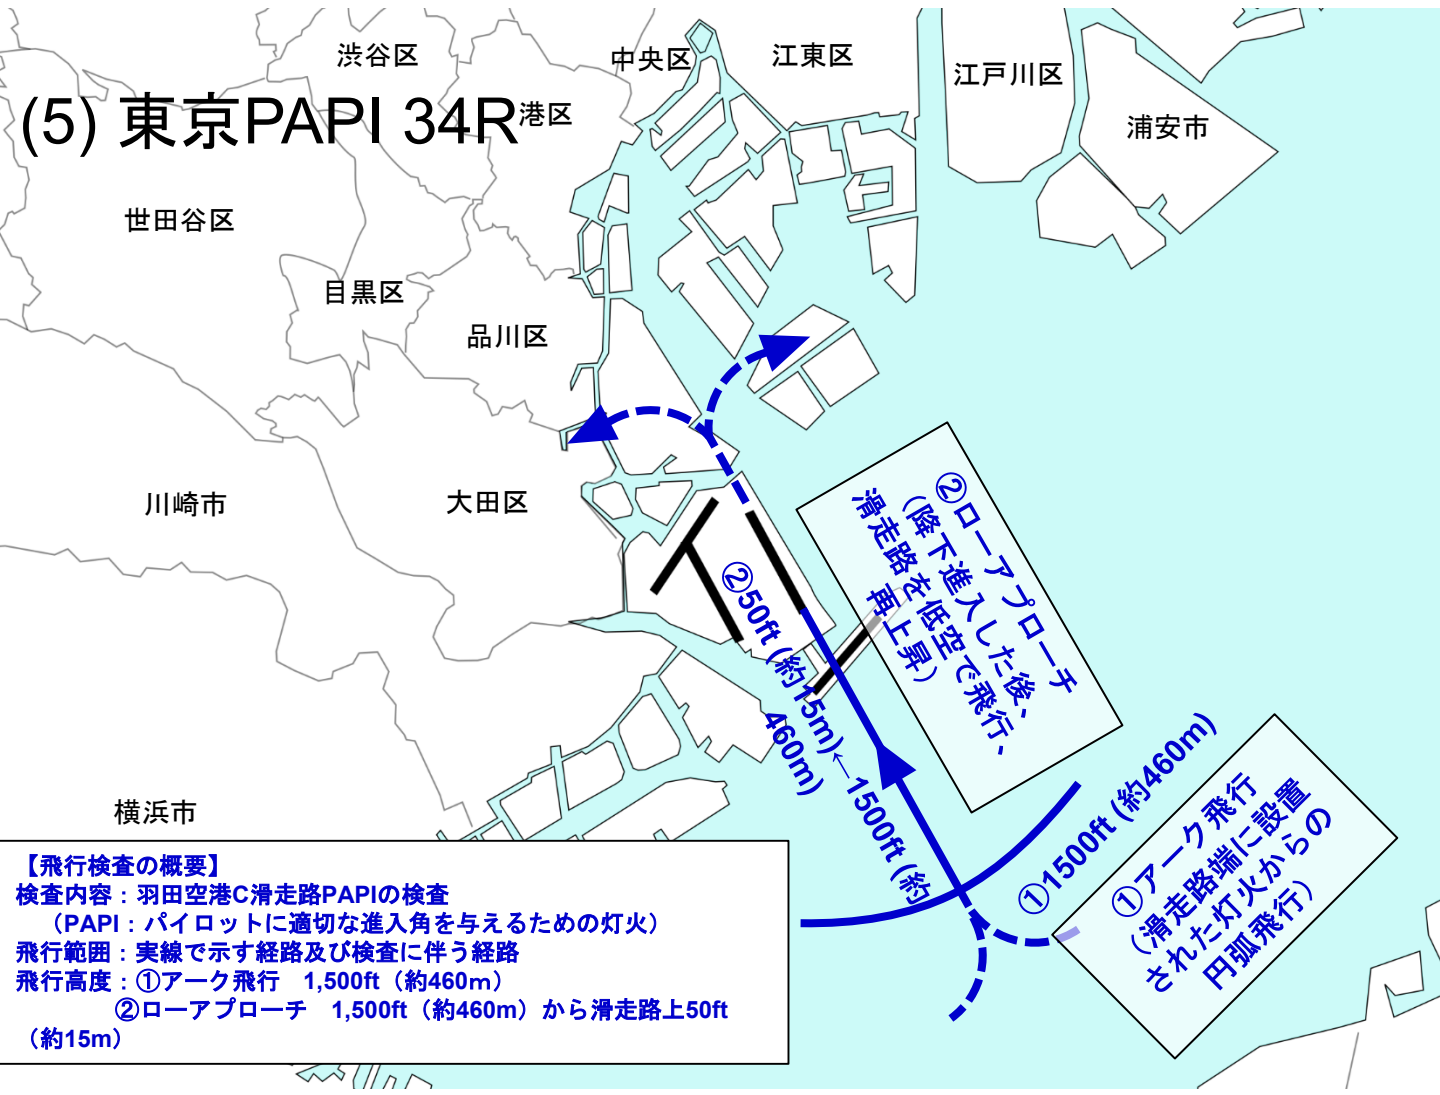 (5) 東京PAPI 34R
渋谷区
中央区
江東区
江戸川区
港区
浦安市
世田谷区
目黒区
品川区
川崎市
大田区
横浜市
②ローアプローチ
（降下進入した後、
滑走路を低空で飛行、
再上昇）
②50ft (約15m)←1500ft (約
460m)
①1500ft (約460m)
①アーク飛行
（滑走路端に設置
された灯火からの
円弧飛行）
【飛行検査の概要】
検査内容：羽田空港C滑走路PAPIの検査
（PAPI：パイロットに適切な進入角を与えるための灯火）
飛行範囲：実線で示す経路及び検査に伴う経路
飛行高度：①アーク飛行　1,500ft（約460ｍ）
②ローアプローチ　1,500ft（約460m）から滑走路上50ft
（約15m）